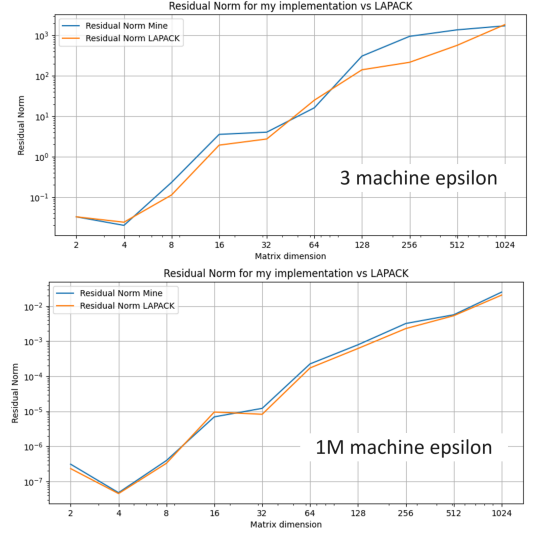 Residual Norm for my implementation vs LAPACK
Residual Norm Mine
Residual Norm LAPACK
10³
10²
10¹
10⁰
10⁻¹
Residual Norm
3 machine epsilon
2 4 8 16 32 64 128 256 512 1024
Matrix dimension
Residual Norm for my implementation vs LAPACK
Residual Norm Mine
Residual Norm LAPACK
10⁻²
10⁻³
10⁻⁴
10⁻⁵
10⁻⁶
10⁻⁷
Residual Norm
1M machine epsilon
2 4 8 16 32 64 128 256 512 1024
Matrix dimension